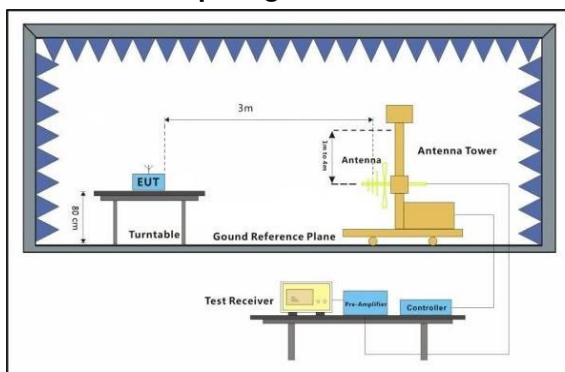 3m
1m to 4m
Antenna
Antenna Tower
EUT
80 cm
Turntable
Gound Reference Plane
Test Receiver
Pre-Amplifier
Controller